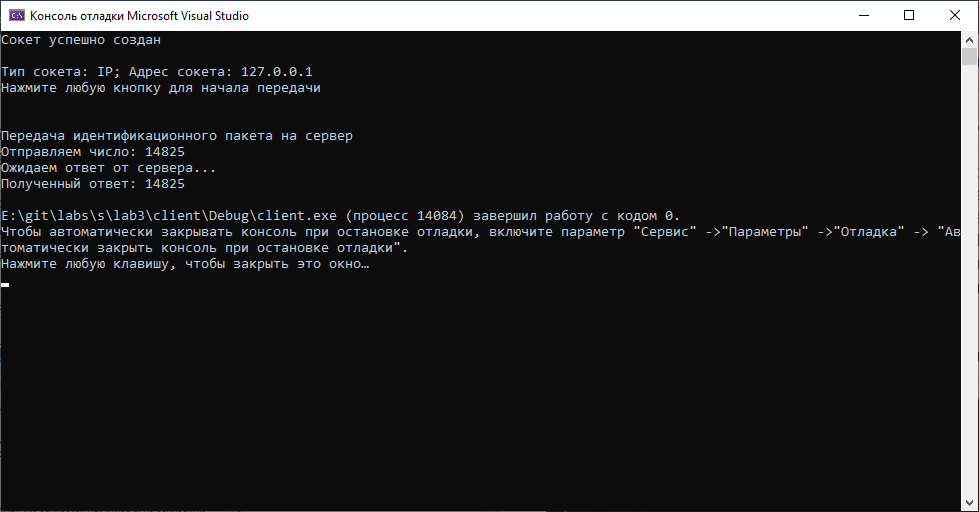 Консоль отладки Microsoft Visual Studio
Сокет успешно создан
Тип сокета: IP; Адрес сокета: 127.0.0.1
Нажмите любую кнопку для начала передачи
Передача идентификационного пакета на сервер
Отправляем число: 14825
Ожидаем ответ от сервера...
Полученный ответ: 14825
E:\git\labs\s\lab3\client\Debug\client.exe (процесс 14084) завершил работу с кодом 0.
Чтобы автоматически закрывать консоль при остановке отладки, включите параметр "Сервис" ->"Параметры" ->"Отладка" -> "Ав
томатически закрыть консоль при остановке отладки".
Нажмите любую клавишу, чтобы закрыть это окно…